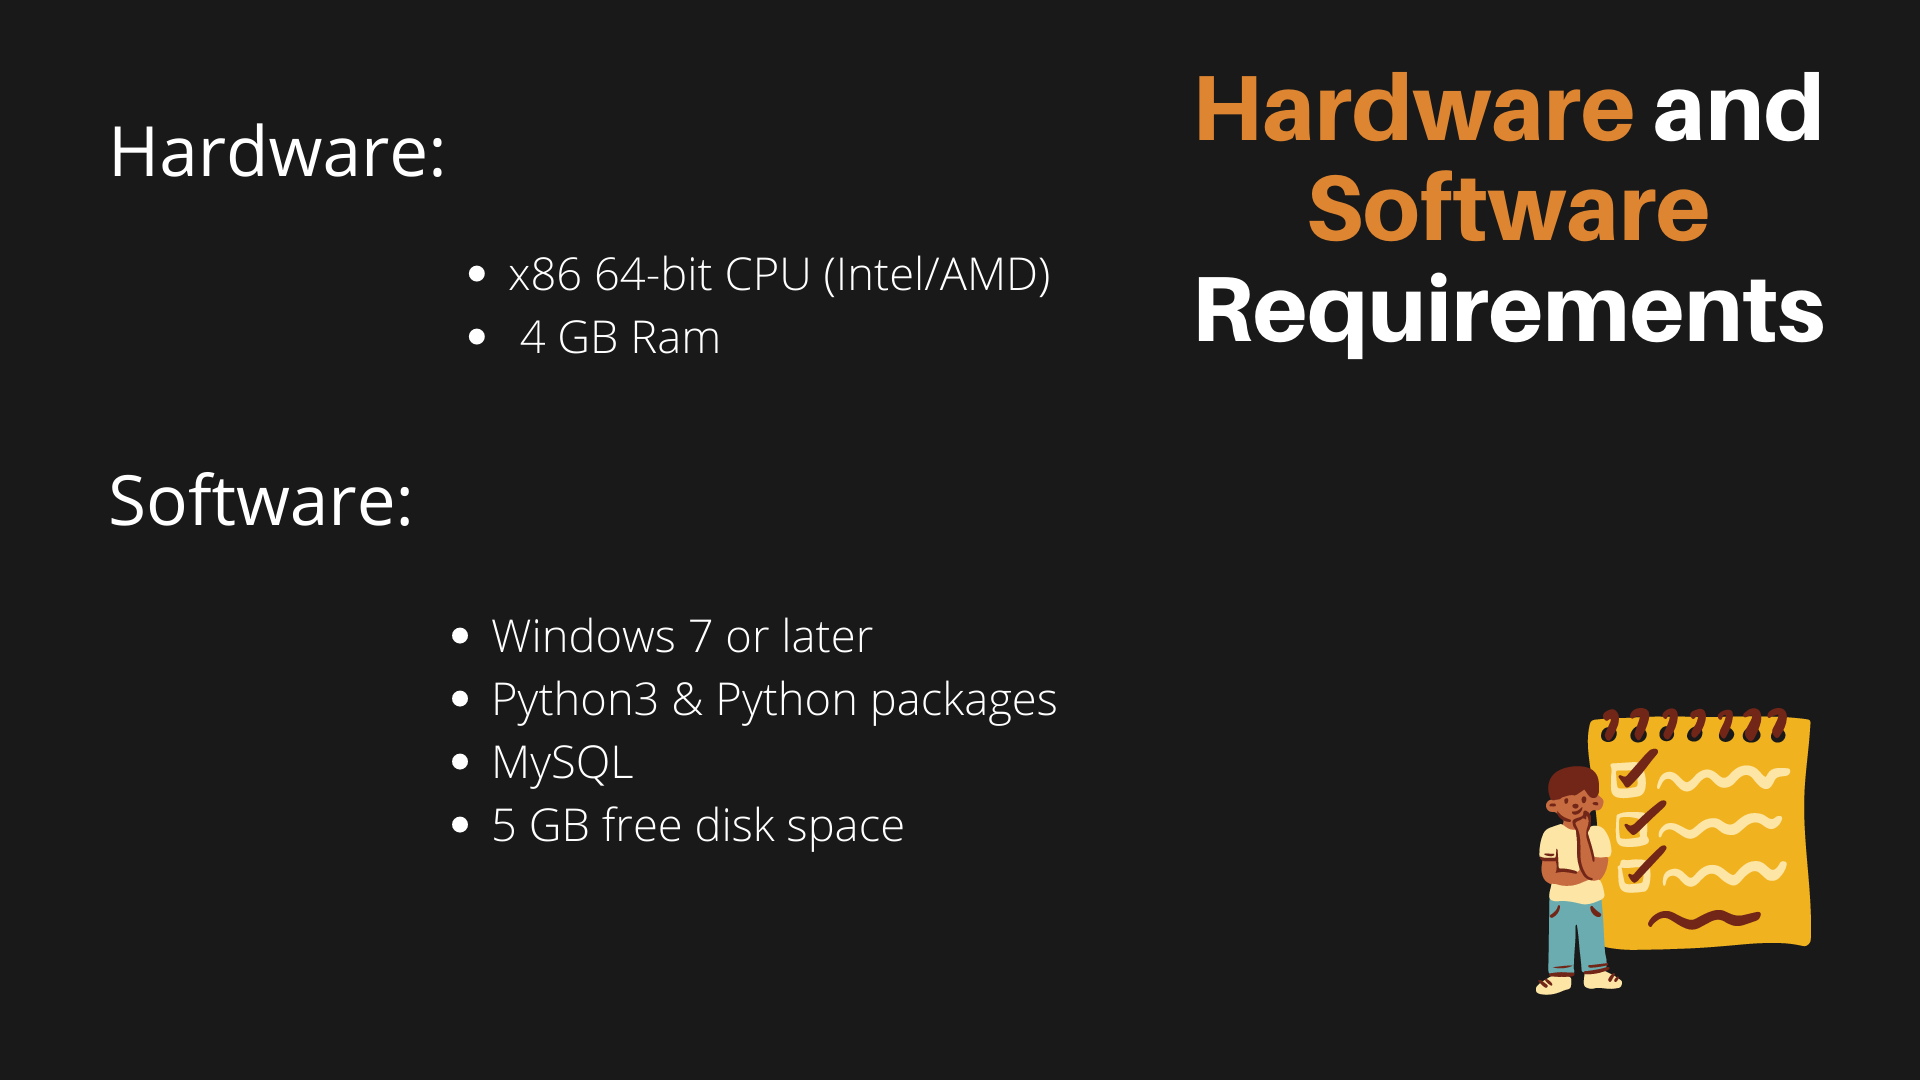 Hardware and
Software
Requirements
Hardware:
• x86 64-bit CPU (Intel/AMD)
• 4 GB Ram
Software:
• Windows 7 or later
• Python3 & Python packages
• MySQL
• 5 GB free disk space